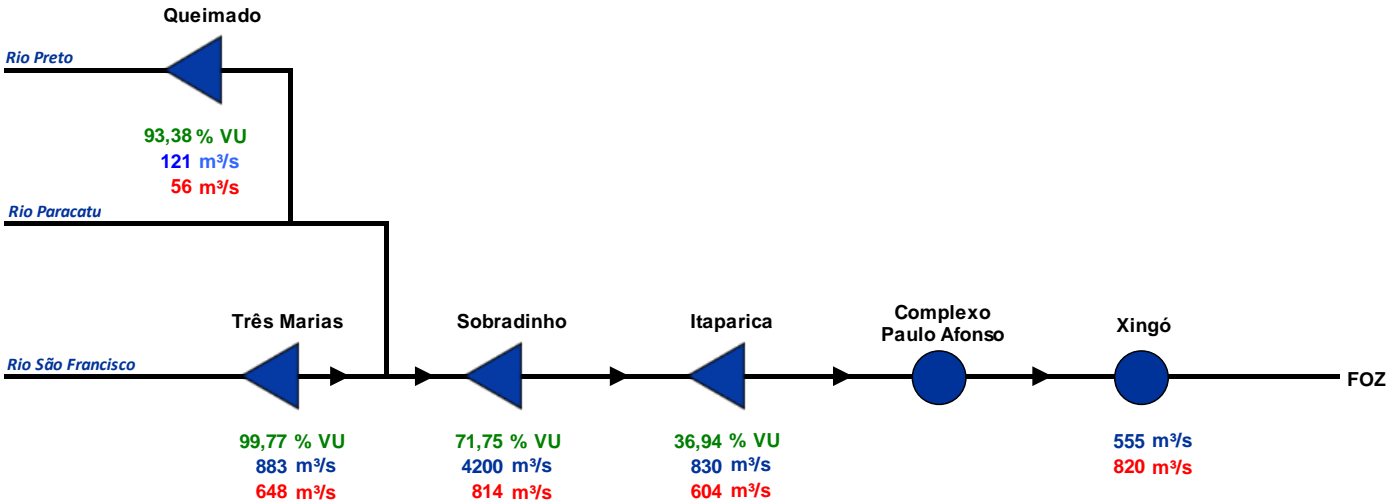 Queimado
Rio Preto
93,38 % VU
121 m³/s
56 m³/s
Rio Paracatu
Três Marias
Sobradinho
Itaparica
Complexo
Paulo Afonso
Xingó
Rio São Francisco
FOZ
99,77 % VU
883 m³/s
648 m³/s
71,75 % VU
4200 m³/s
814 m³/s
36,94 % VU
830 m³/s
604 m³/s
555 m³/s
820 m³/s